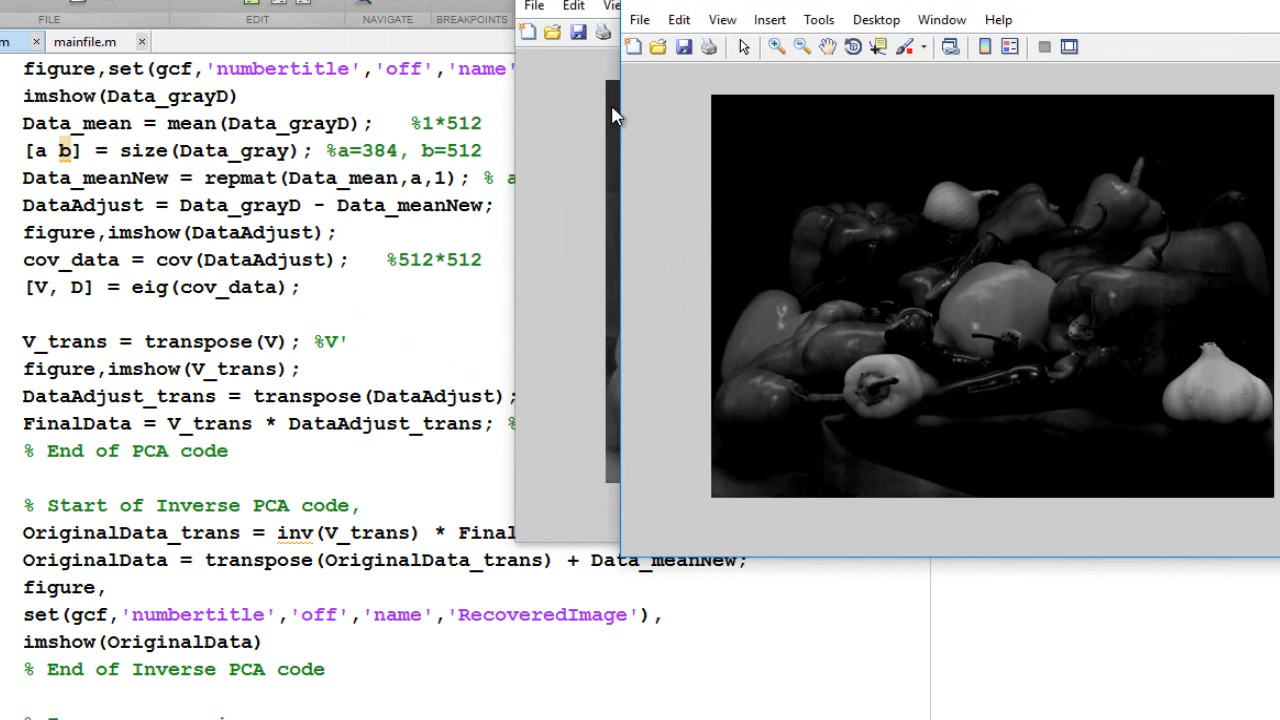 FILE EDIT NAVIGATE BREAKPOINTS
m × mainfile.m ×
File Edit
File Edit View Insert Tools Desktop Window Help
figure,set(gcf,'numbertitle','off','name'
imshow(Data_grayD)
Data_mean = mean(Data_grayD); %1*512
[a b] = size(Data_gray); %a=384, b=512
Data_meanNew = repmat(Data_mean,a,1); % a
DataAdjust = Data_grayD - Data_meanNew;
figure,imshow(DataAdjust);
cov_data = cov(DataAdjust); %512*512
[V, D] = eig(cov_data);
V_trans = transpose(V); %V'
figure,imshow(V_trans);
DataAdjust_trans = transpose(DataAdjust);
FinalData = V_trans * DataAdjust_trans; %
% End of PCA code
% Start of Inverse PCA code,
OriginalData_trans = inv(V_trans) * Final
OriginalData = transpose(OriginalData_trans) + Data_meanNew;
figure,
set(gcf,'numbertitle','off','name','RecoveredImage'),
imshow(OriginalData)
% End of Inverse PCA code